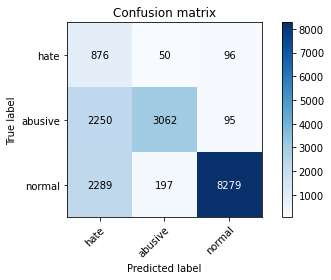 Confusion matrix
hate 876 50 96
abusive 2250 3062 95
normal 2289 197 8279
hate abusive normal
True label
Predicted label
8000
7000
6000
5000
4000
3000
2000
1000